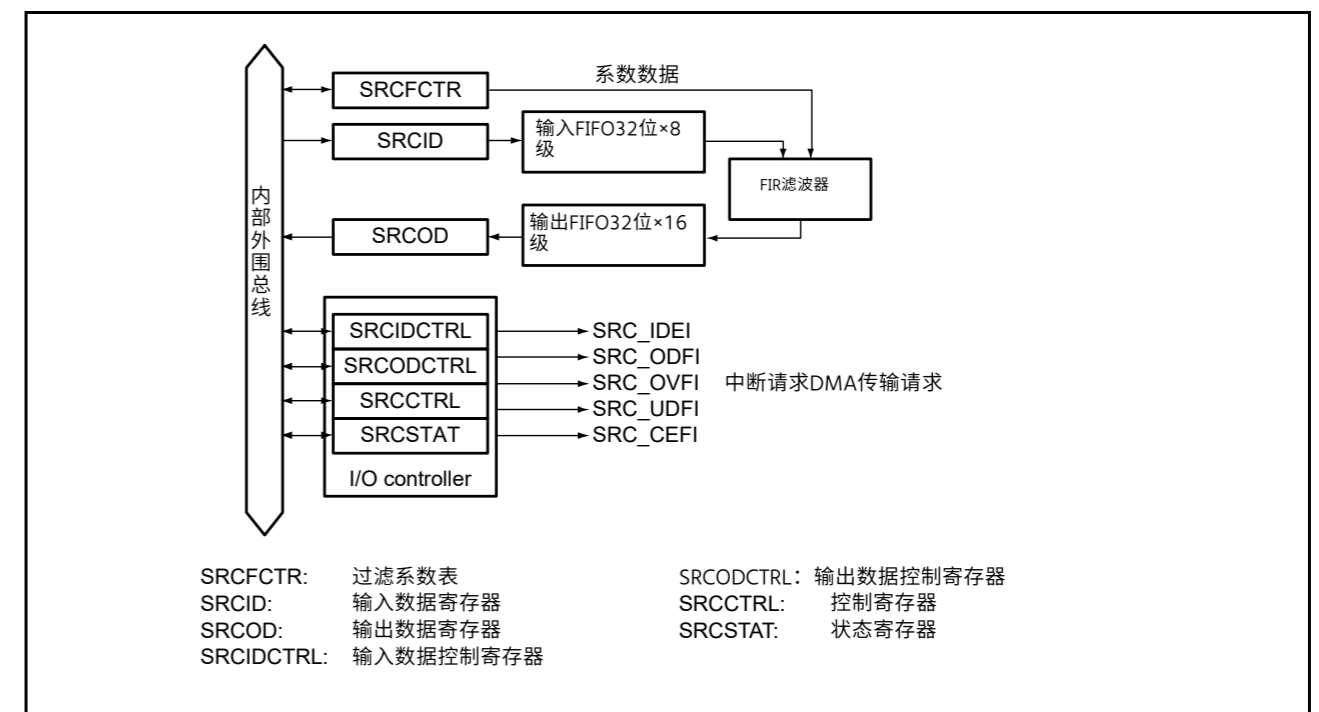 系数数据
SRCFCTR
SRCID
输入FIFO32位×8
级
FIR滤波器
内部外围总线
SRCOD
输出FIFO32位×16
级
SRCIDCTRL
SRC_IDEI
SRCODCTRL
SRC_ODFI
SRC_OVFI
中断请求DMA传输请求
SRCCTRL
SRC_UDFI
SRCSTAT
SRC_CEFI
I/O controller
SRCFCTR: 过滤系数表
SRCID: 输入数据寄存器
SRCOD: 输出数据寄存器
SRCIDCTRL: 输入数据控制寄存器
SRCODCTRL：输出数据控制寄存器
SRCCTRL: 控制寄存器
SRCSTAT: 状态寄存器